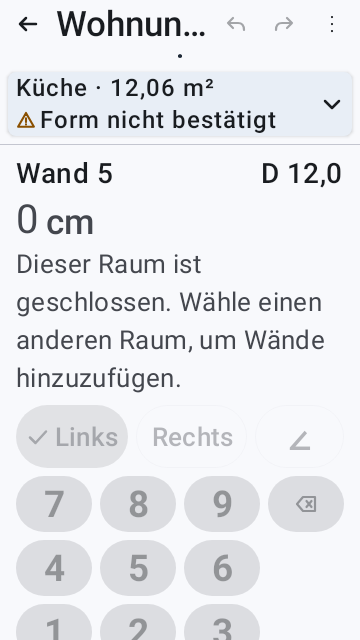 Wohnun…
Küche · 12,06 m²
Form nicht bestätigt
Wand 5 D 12,0
0 cm
Dieser Raum ist
geschlossen. Wähle einen
anderen Raum, um Wände
hinzuzufügen.
Links Rechts
7 8 9
4 5 6
1 2 3